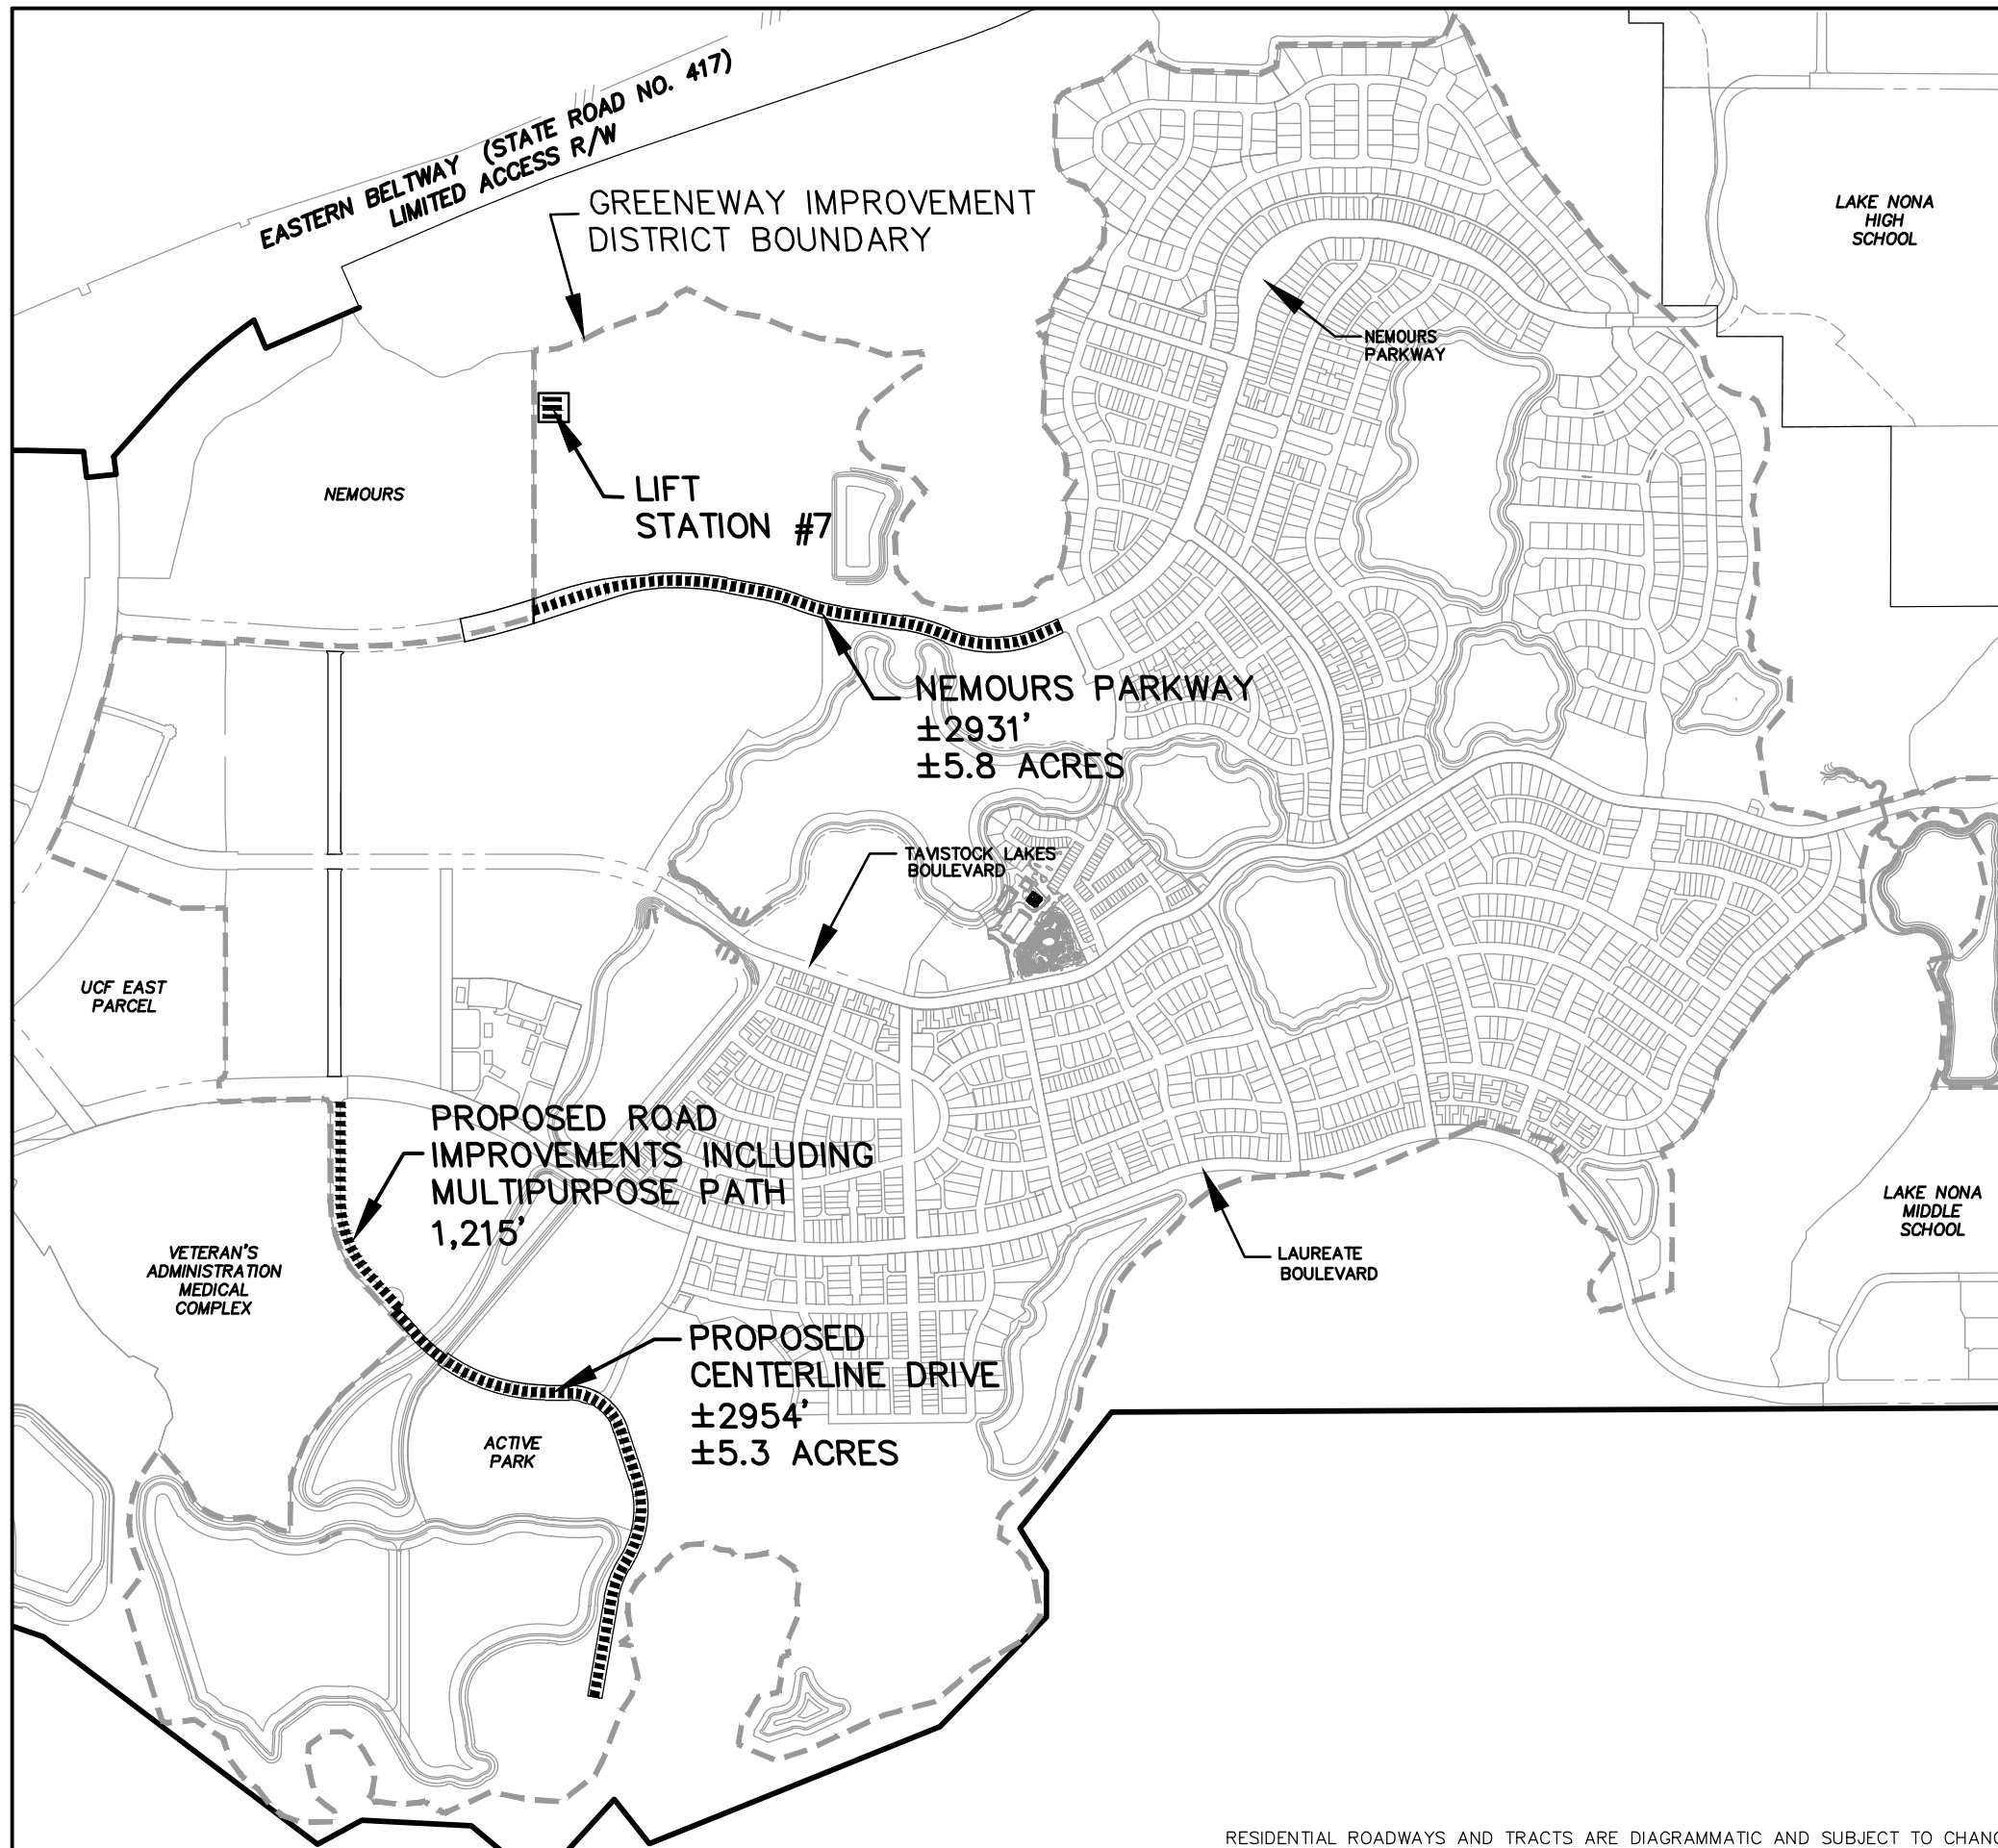 EASTERN BELTWAY (STATE ROAD NO. 417)
LIMITED ACCESS R/W
GREENEWAY IMPROVEMENT
DISTRICT BOUNDARY
LAKE NONA
HIGH
SCHOOL
NEMOURS
PARKWAY
NEMOURS
LIFT
STATION #7
NEMOURS PARKWAY
±2931'
±5.8 ACRES
TAVISTOCK LAKES
BOULEVARD
UCF EAST
PARCEL
PROPOSED ROAD
IMPROVEMENTS INCLUDING
MULTIPURPOSE PATH
1,215'
LAKE NONA
MIDDLE
SCHOOL
VETERAN'S
ADMINISTRATION
MEDICAL
COMPLEX
LAUREATE
BOULEVARD
PROPOSED
CENTERLINE DRIVE
±2954'
±5.3 ACRES
ACTIVE
PARK
RESIDENTIAL ROADWAYS AND TRACTS ARE DIAGRAMMATIC AND SUBJECT TO CHANG